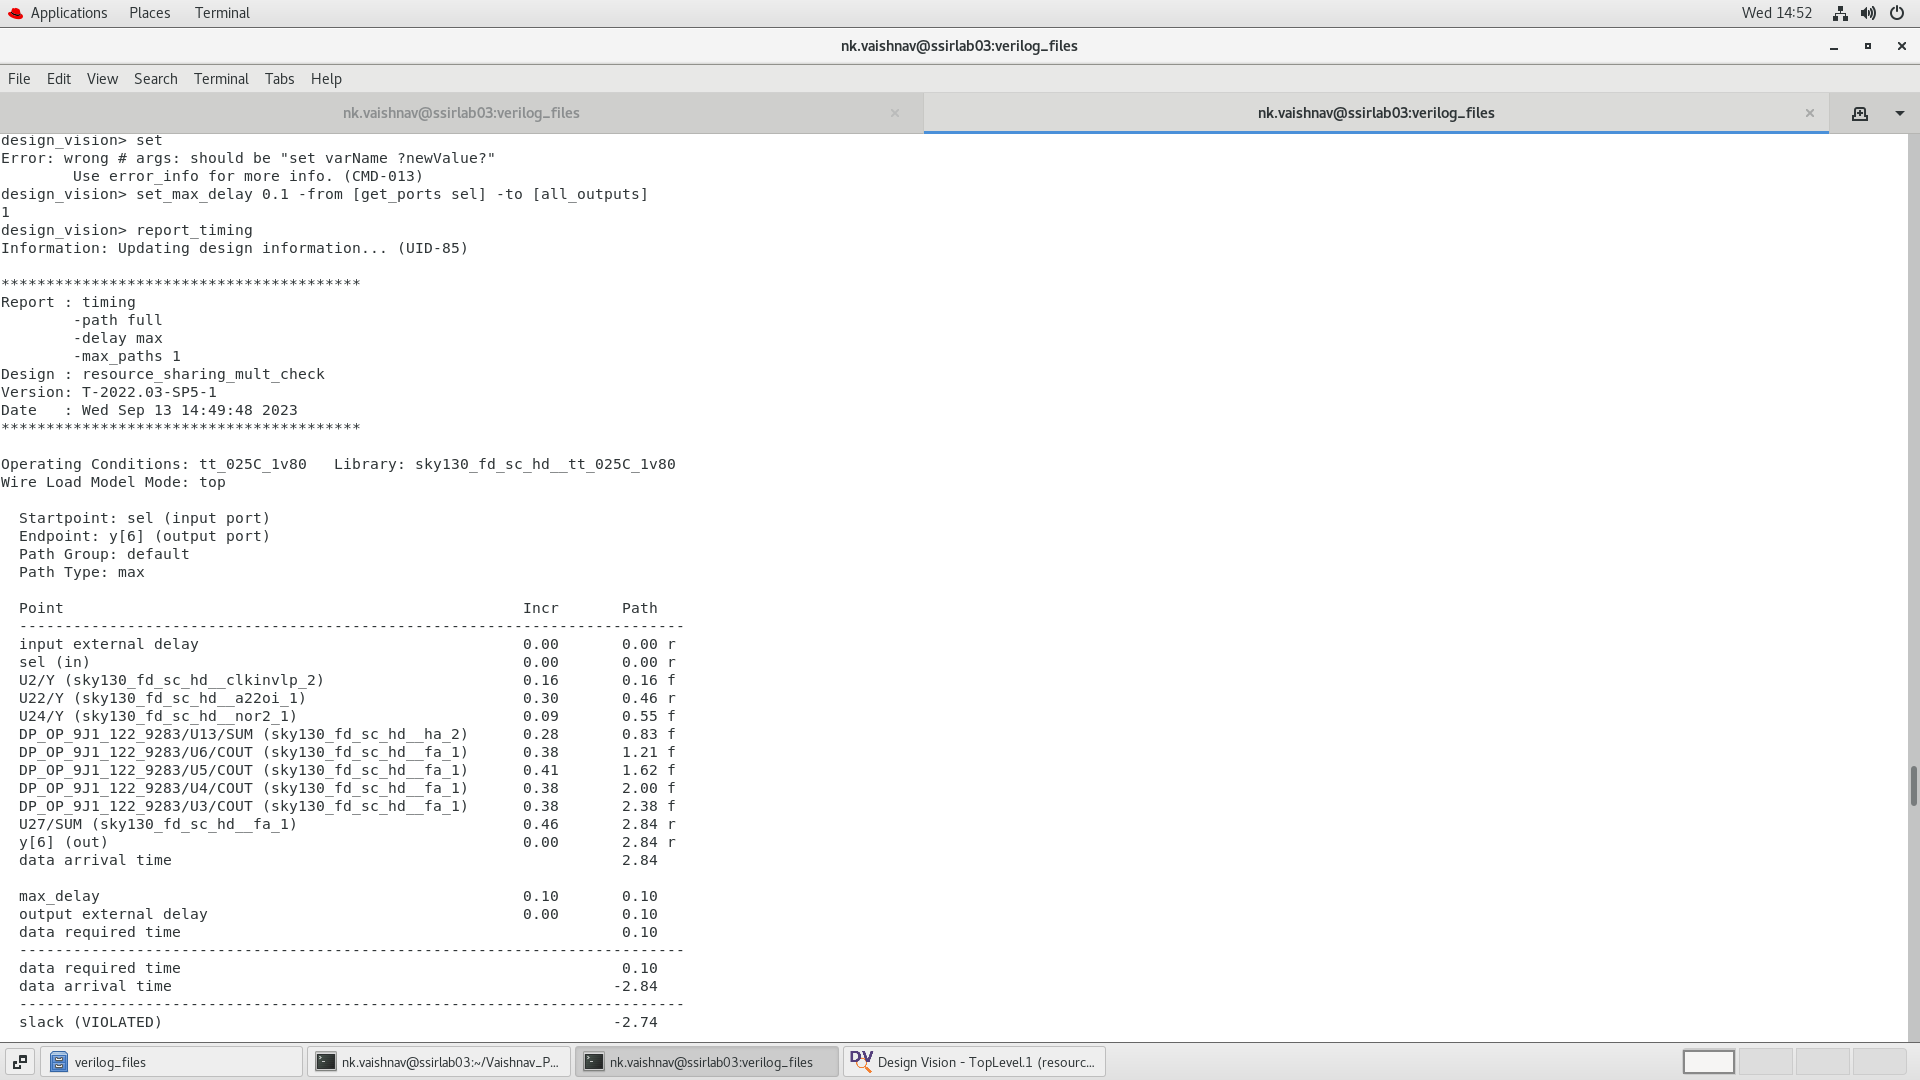 Applications Places Terminal Wed 14:52
nk.vaishnav@ssirlab03:verilog_files
File Edit View Search Terminal Tabs Help
nk.vaishnav@ssirlab03:verilog_files nk.vaishnav@ssirlab03:verilog_files
design_vision> set
Error: wrong # args: should be "set varName ?newValue?"
        Use error_info for more info. (CMD-013)
design_vision> set_max_delay 0.1 -from [get_ports sel] -to [all_outputs]
1
design_vision> report_timing
Information: Updating design information... (UID-85)
****************************************
Report : timing
        -path full
        -delay max
        -max_paths 1
Design : resource_sharing_mult_check
Version: T-2022.03-SP5-1
Date   : Wed Sep 13 14:49:48 2023
****************************************
Operating Conditions: tt_025C_1v80   Library: sky130_fd_sc_hd__tt_025C_1v80
Wire Load Model Mode: top
  Startpoint: sel (input port)
  Endpoint: y[6] (output port)
  Path Group: default
  Path Type: max
  Point                                                   Incr       Path
  --------------------------------------------------------------------------
  input external delay                                    0.00       0.00 r
  sel (in)                                                0.00       0.00 r
  U2/Y (sky130_fd_sc_hd__clkinvlp_2)                      0.16       0.16 f
  U22/Y (sky130_fd_sc_hd__a22oi_1)                        0.30       0.46 r
  U24/Y (sky130_fd_sc_hd__nor2_1)                         0.09       0.55 f
  DP_OP_9J1_122_9283/U13/SUM (sky130_fd_sc_hd__ha_2)      0.28       0.83 f
  DP_OP_9J1_122_9283/U6/COUT (sky130_fd_sc_hd__fa_1)      0.38       1.21 f
  DP_OP_9J1_122_9283/U5/COUT (sky130_fd_sc_hd__fa_1)      0.41       1.62 f
  DP_OP_9J1_122_9283/U4/COUT (sky130_fd_sc_hd__fa_1)      0.38       2.00 f
  DP_OP_9J1_122_9283/U3/COUT (sky130_fd_sc_hd__fa_1)      0.38       2.38 f
  U27/SUM (sky130_fd_sc_hd__fa_1)                         0.46       2.84 r
  y[6] (out)                                              0.00       2.84 r
  data arrival time                                                  2.84
  max_delay                                               0.10       0.10
  output external delay                                   0.00       0.10
  data required time                                                 0.10
  --------------------------------------------------------------------------
  data required time                                                 0.10
  data arrival time                                                 -2.84
  --------------------------------------------------------------------------
  slack (VIOLATED)                                                  -2.74
verilog_files nk.vaishnav@ssirlab03:~/Vaishnav_P... nk.vaishnav@ssirlab03:verilog_files DV Design Vision - TopLevel.1 (resourc...